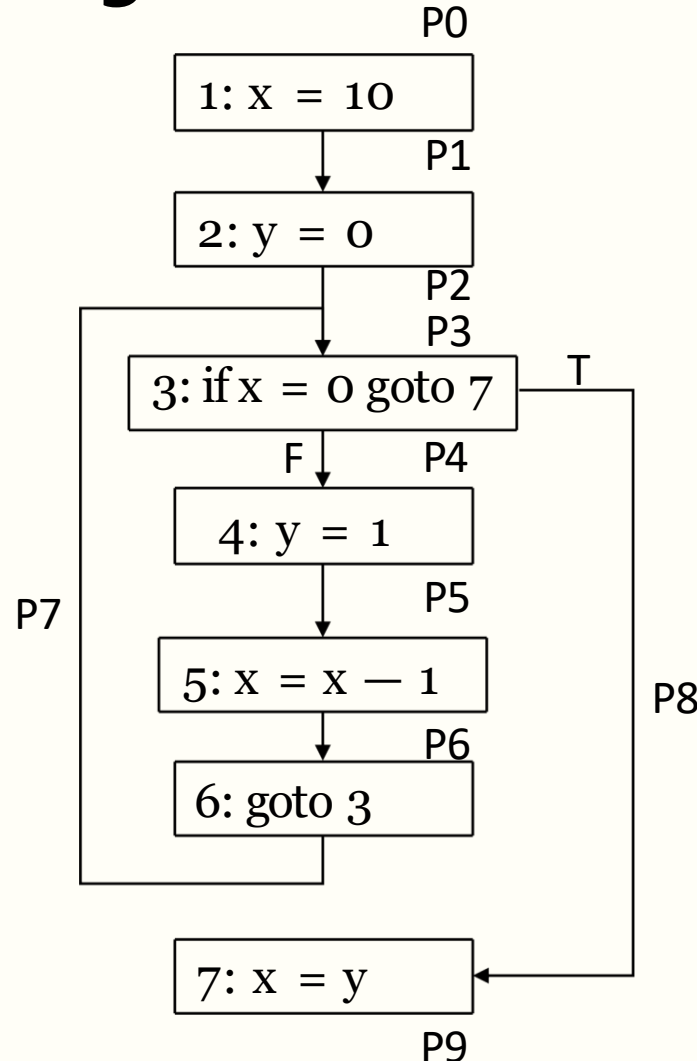 P0
1: x = 10
P1
2: y = 0
P2
P3
3: if x = 0 goto 7
T
F
P4
4: y = 1
P5
P7
5: x = x – 1
P8
P6
6: goto 3
7: x = y
P9